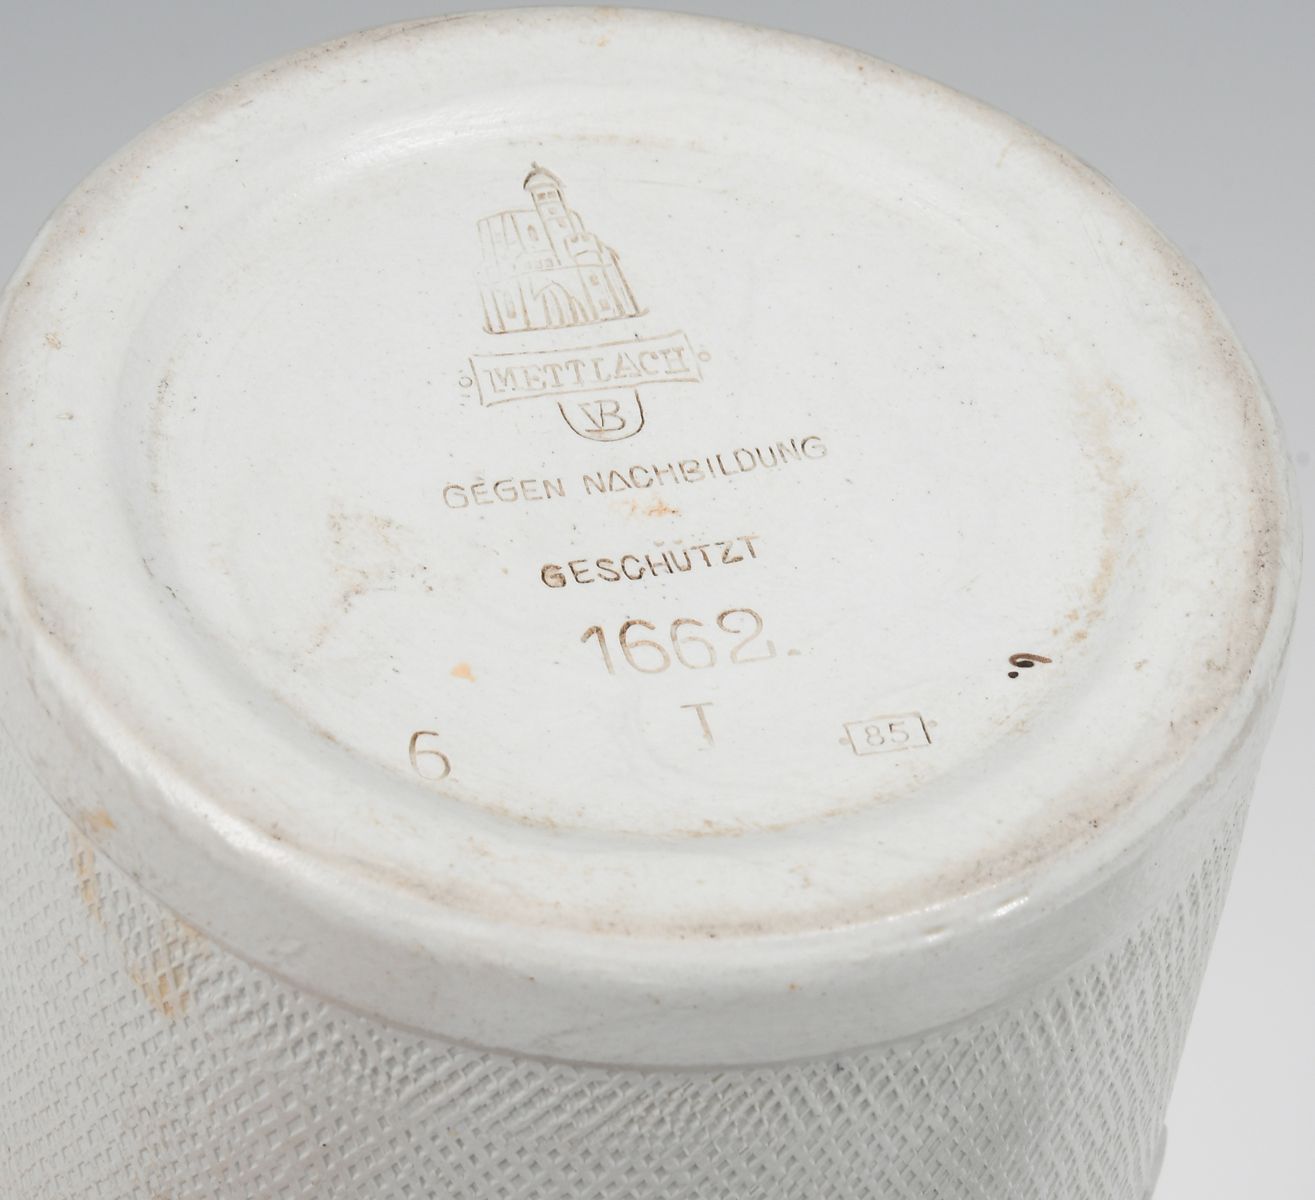 METTLACH
VB
GEGEN NACHBILDUNG
GESCHÜTZT
1662.
I
6
85